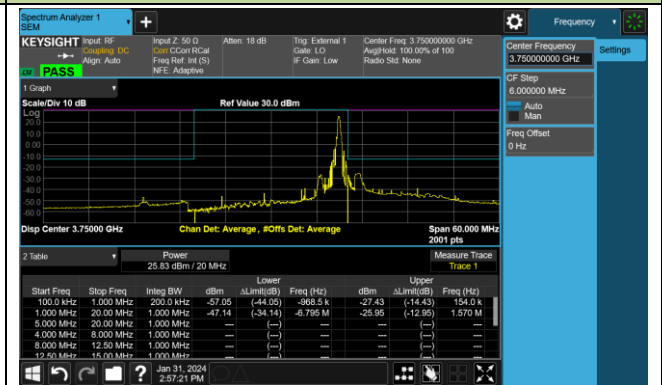 Spectrum Analyzer 1
SEM
Frequency
KEYSIGHT
Input: RF
Coupling: DC
Align: Auto
Input Z: 50 Ω
Corr CCorr RCal
Freq Ref: Int (S)
NFE: Adaptive
Atten: 18 dB
Trig: External 1
Gate: LO
IF Gain: Low
Center Freq: 3.750000000 GHz
Avg|Hold: 100.00% of 100
Radio Std: None
PASS
Center Frequency
3.750000000 GHz
Settings
CF Step
6.000000 MHz
Auto
Man
Freq Offset
0 Hz
1 Graph
Scale/Div 10 dB
Ref Value 30.0 dBm
Log
20.0
10.0
0.00
-10.0
-20.0
-30.0
-40.0
-50.0
-60.0
Disp Center 3.75000 GHz
Chan Det: Average, #Offs Det: Average
Span 60.000 MHz
2001 pts
2 Table
Power
25.83 dBm / 20 MHz
Measure Trace
Trace 1
Lower Upper
Start Freq Stop Freq Integ BW dBm ΔLimit(dB) Freq (Hz) dBm ΔLimit(dB) Freq (Hz)
100.0 kHz 1.000 MHz 200.0 kHz -57.05 (-44.05) -968.5 k -27.43 (-14.43) 154.0 k
1.000 MHz 20.00 MHz 1.000 MHz -47.14 (-34.14) -6.795 M -25.95 (-12.95) 1.570 M
5.000 MHz 20.00 MHz 1.000 MHz --- (---) --- --- (---) ---
4.000 MHz 8.000 MHz 1.000 MHz --- (---) --- --- (---) ---
8.000 MHz 12.50 MHz 1.000 MHz --- (---) --- --- (---) ---
12.50 MHz 15.00 MHz 1.000 MHz --- (---) --- --- (---) ---
Jan 31, 2024
2:57:21 PM